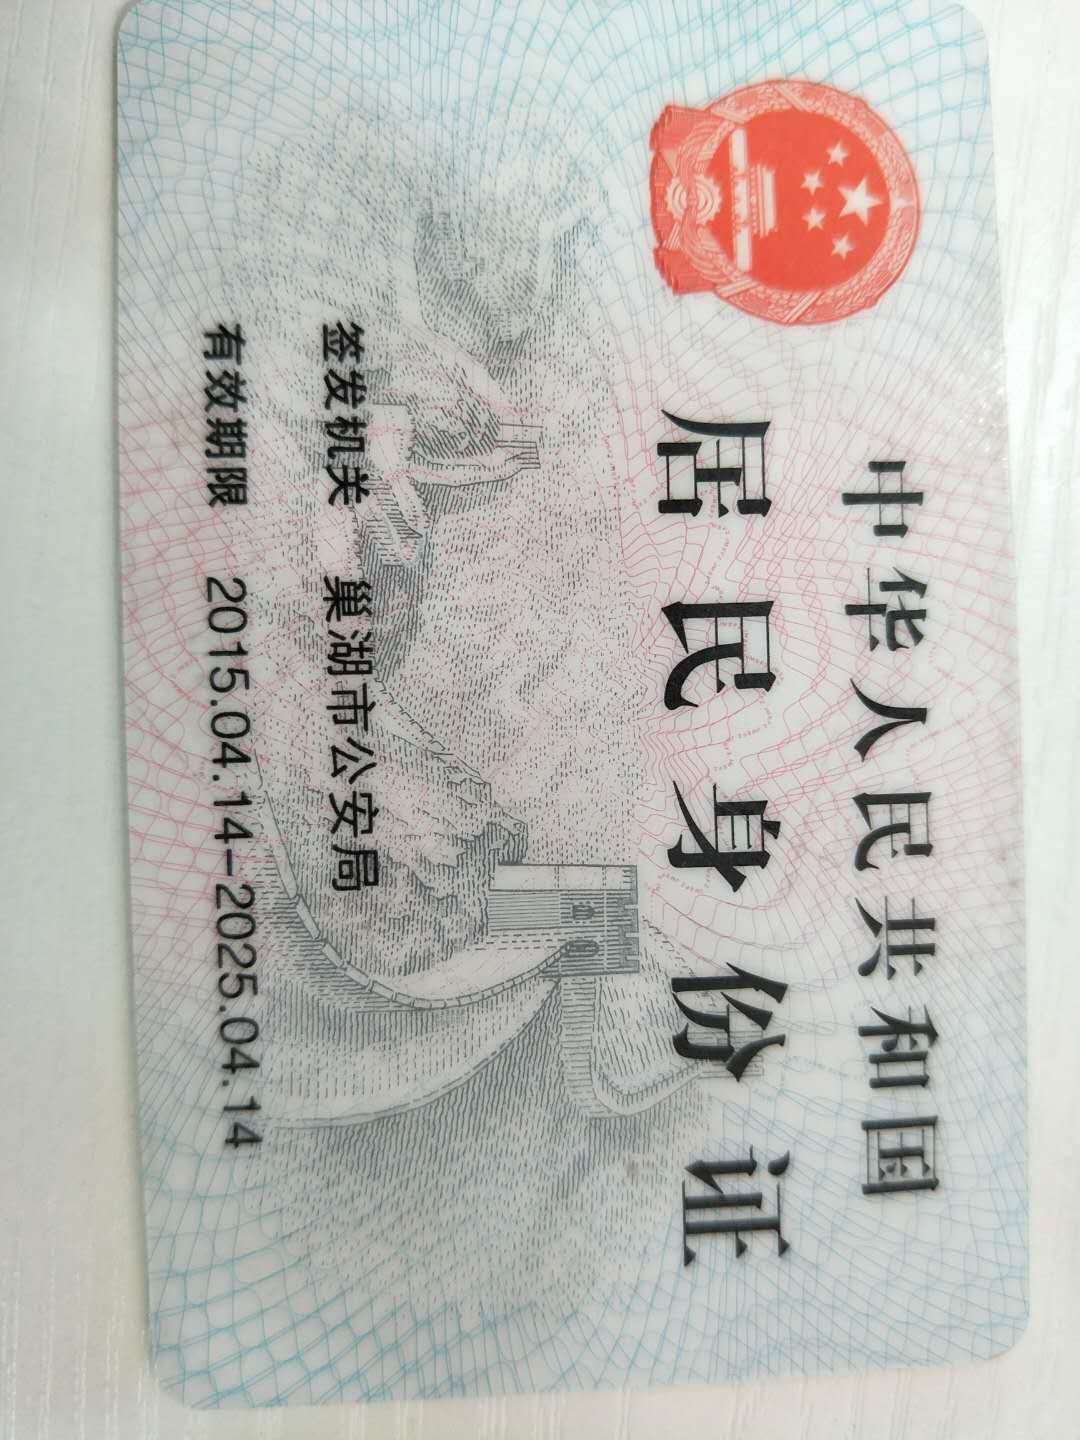 中华人民共和国
居民身份证
签发机关 巢湖市公安局
有效期限 2015.04.14-2025.04.14